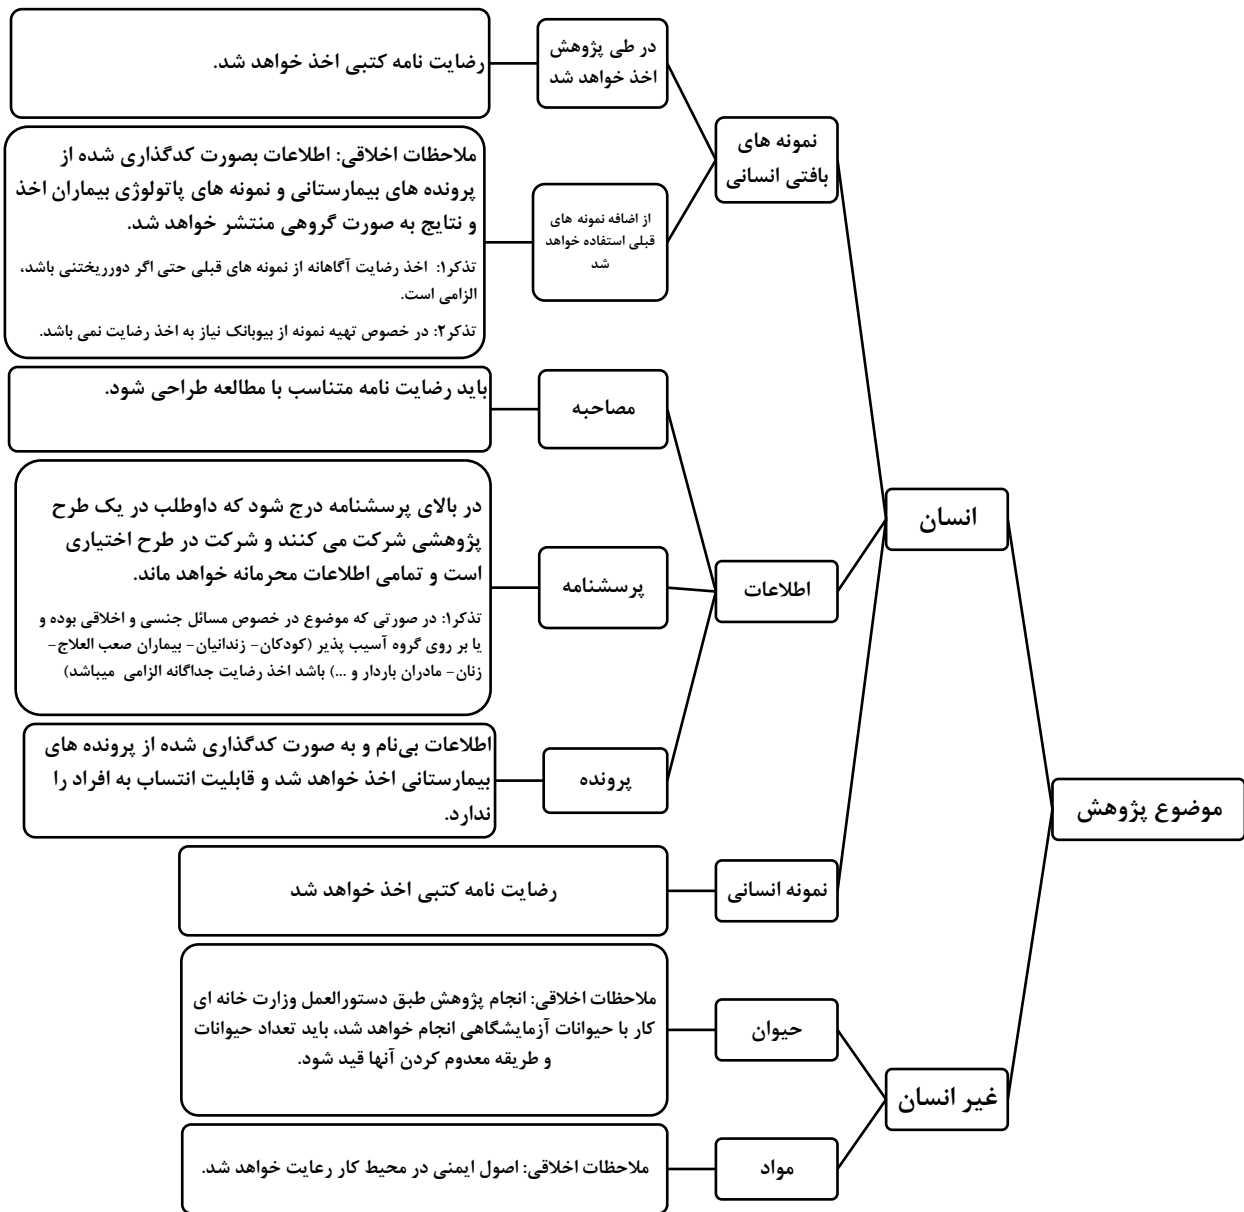 موضوع پژوهش
انسان
نمونه های
بافتی انسانی
در طی پژوهش
اخذ خواهد شد
رضایت نامه کتبی اخذ خواهد شد.
از اضافه نمونه های
قبلی استفاده خواهد
شد
ملاحظات اخلاقی: اطلاعات بصورت کدگذاری شده از
پرونده های بیمارستانی و نمونه های پاتولوژی بیماران اخذ
و نتایج به صورت گروهی منتشر خواهد شد.
تذکر۱: اخذ رضایت آگاهانه از نمونه های قبلی حتی اگر دورریختنی باشد،
الزامی است.
تذکر۲: در خصوص تهیه نمونه از بیوبانک نیاز به اخذ رضایت نمی باشد.
اطلاعات
مصاحبه
باید رضایت نامه متناسب با مطالعه طراحی شود.
پرسشنامه
در بالای پرسشنامه درج شود که داوطلب در یک طرح
پژوهشی شرکت می کنند و شرکت در طرح اختیاری
است و تمامی اطلاعات محرمانه خواهد ماند.
تذکر۱: در صورتی که موضوع در خصوص مسائل جنسی و اخلاقی بوده و
یا بر روی گروه آسیب پذیر (کودکان- زندانیان- بیماران صعب العلاج-
زنان- مادران باردار و ...) باشد اخذ رضایت جداگانه الزامی میباشد)
پرونده
اطلاعات بی‌نام و به صورت کدگذاری شده از پرونده های
بیمارستانی اخذ خواهد شد و قابلیت انتساب به افراد را
ندارد.
نمونه انسانی
رضایت نامه کتبی اخذ خواهد شد
غیر انسان
حیوان
ملاحظات اخلاقی: انجام پژوهش طبق دستورالعمل وزارت خانه ای
کار با حیوانات آزمایشگاهی انجام خواهد شد، باید تعداد حیوانات
و طریقه معدوم کردن آنها قید شود.
مواد
ملاحظات اخلاقی: اصول ایمنی در محیط کار رعایت خواهد شد.